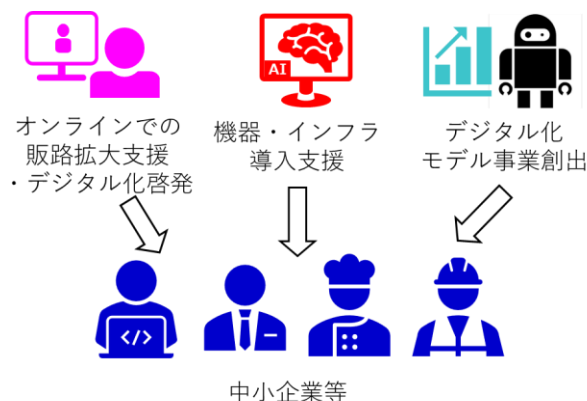 AI
オンラインでの
販路拡大支援
・デジタル化啓発
機器・インフラ
導入支援
デジタル化
モデル事業創出
</>
中小企業等